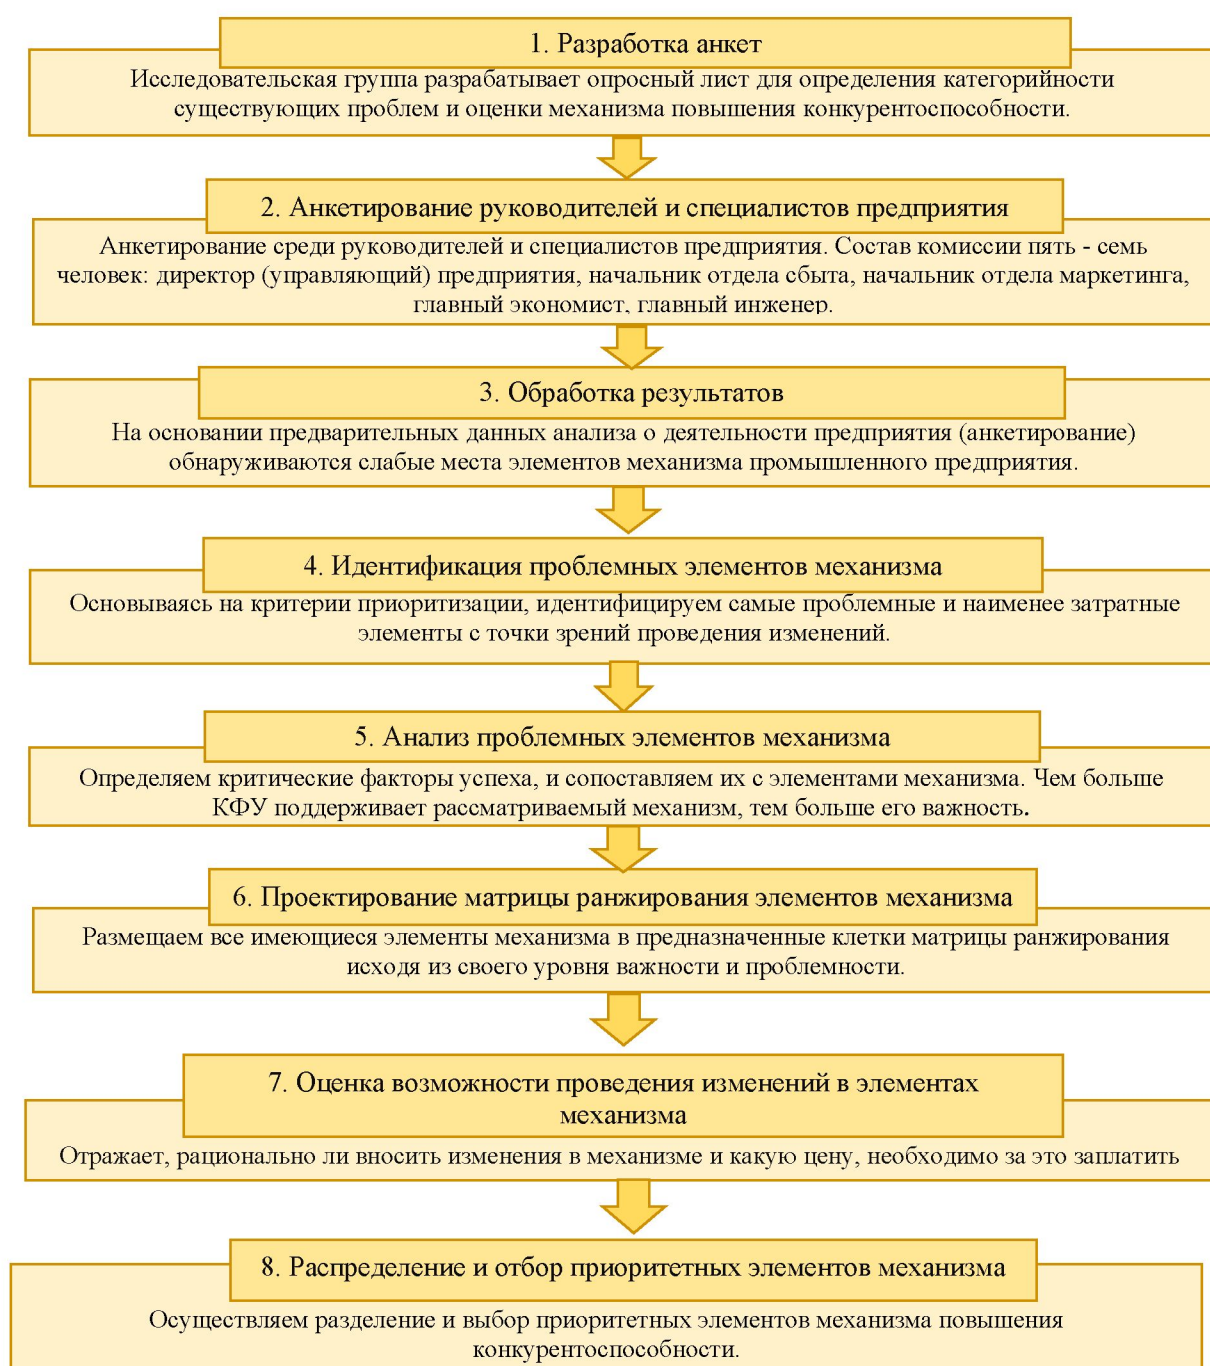 1. Разработка анкет
Исследовательская группа разрабатывает опросный лист для определения категорийности
существующих проблем и оценки механизма повышения конкурентоспособности.
2. Анкетирование руководителей и специалистов предприятия
Анкетирование среди руководителей и специалистов предприятия. Состав комиссии пять - семь
человек: директор (управляющий) предприятия, начальник отдела сбыта, начальник отдела маркетинга,
главный экономист, главный инженер.
3. Обработка результатов
На основании предварительных данных анализа о деятельности предприятия (анкетирование)
обнаруживаются слабые места элементов механизма промышленного предприятия.
4. Идентификация проблемных элементов механизма
Основываясь на критерии приоритизации, идентифицируем самые проблемные и наименее затратные
элементы с точки зрений проведения изменений.
5. Анализ проблемных элементов механизма
Определяем критические факторы успеха, и сопоставляем их с элементами механизма. Чем больше
КФУ поддерживает рассматриваемый механизм, тем больше его важность.
6. Проектирование матрицы ранжирования элементов механизма
Размещаем все имеющиеся элементы механизма в предназначенные клетки матрицы ранжирования
исходя из своего уровня важности и проблемности.
7. Оценка возможности проведения изменений в элементах
механизма
Отражает, рационально ли вносить изменения в механизме и какую цену, необходимо за это заплатить
8. Распределение и отбор приоритетных элементов механизма
Осуществляем разделение и выбор приоритетных элементов механизма повышения
конкурентоспособности.